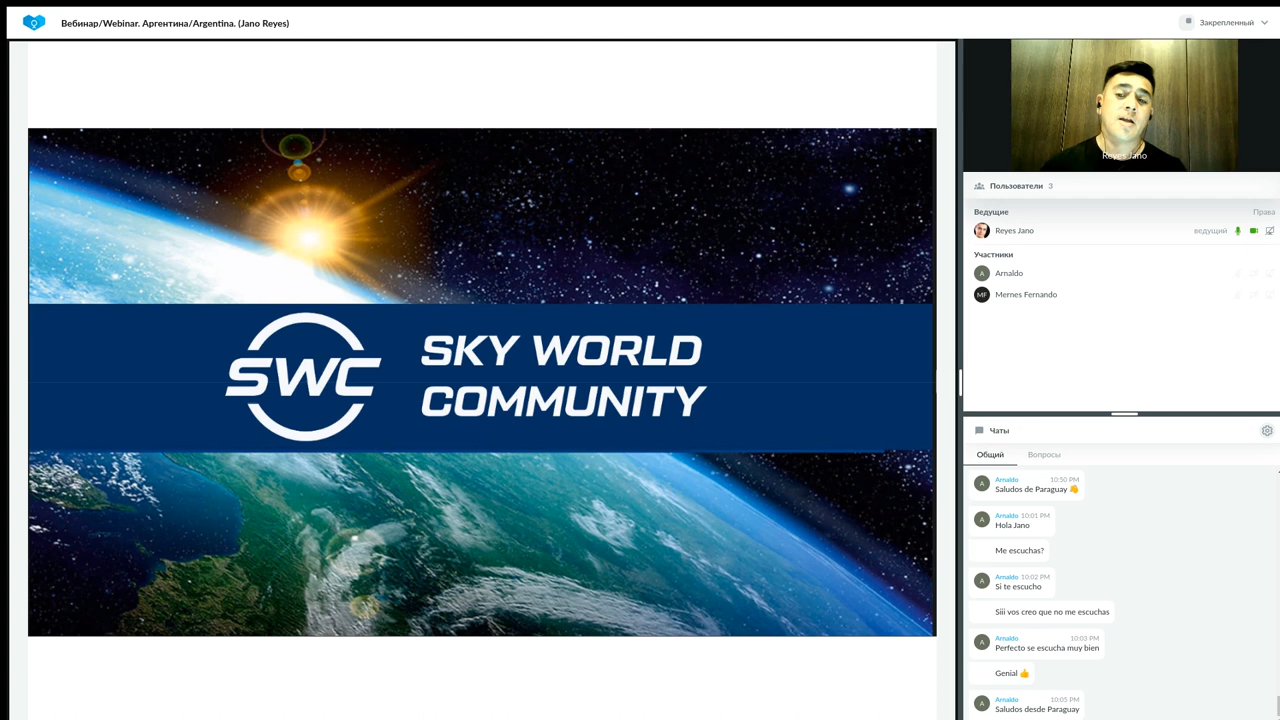 Вебинар/Webinar. Аргентина/Argentina. (Jano Reyes)
Закрепленный
SWC
SKY WORLD
COMMUNITY
Reyes Jano
Пользователи 3
Ведущие Права
Reyes Jano ведущий
Участники
A Arnaldo
MF Mernes Fernando
Чаты
Общий Вопросы
A Arnaldo 10:50 PM
Saludos de Paraguay 👋
A Arnaldo 10:01 PM
Hola Jano
Me escuchas?
A Arnaldo 10:02 PM
Si te escucho
Siii vos creo que no me escuchas
A Arnaldo 10:03 PM
Perfecto se escucha muy bien
Genial 👍
A Arnaldo 10:05 PM
Saludos desde Paraguay